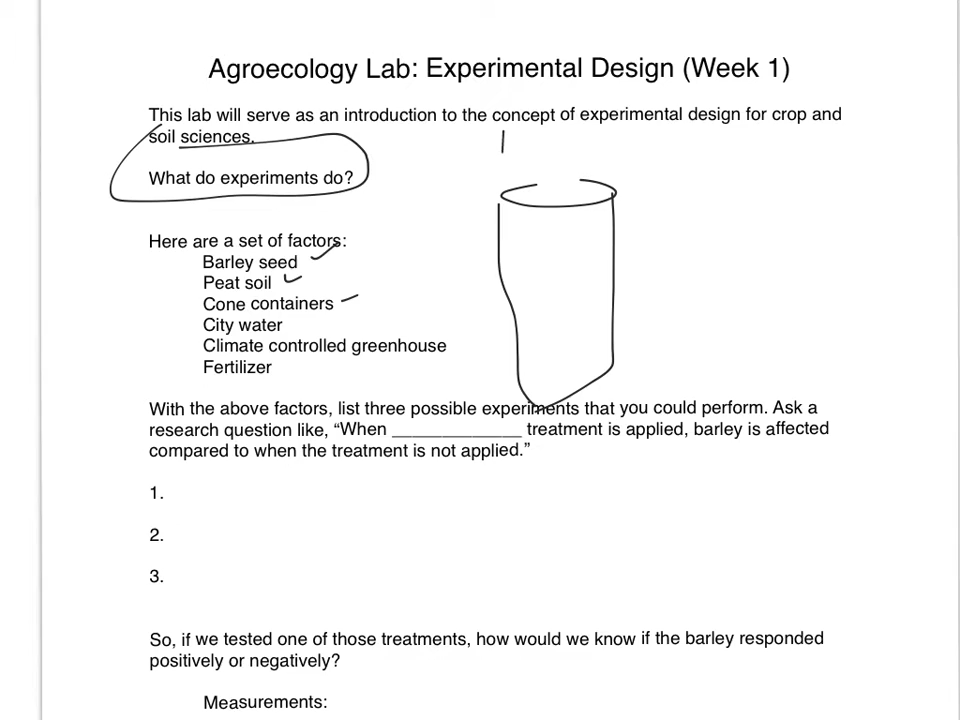 Agroecology Lab: Experimental Design (Week 1)
This lab will serve as an introduction to the concept of experimental design for crop and
soil sciences.
What do experiments do?
Here are a set of factors:
Barley seed
Peat soil
Cone containers
City water
Climate controlled greenhouse
Fertilizer
With the above factors, list three possible experiments that you could perform. Ask a
research question like, “When ______________ treatment is applied, barley is affected
compared to when the treatment is not applied.”
1.
2.
3.
So, if we tested one of those treatments, how would we know if the barley responded
positively or negatively?
Measurements: